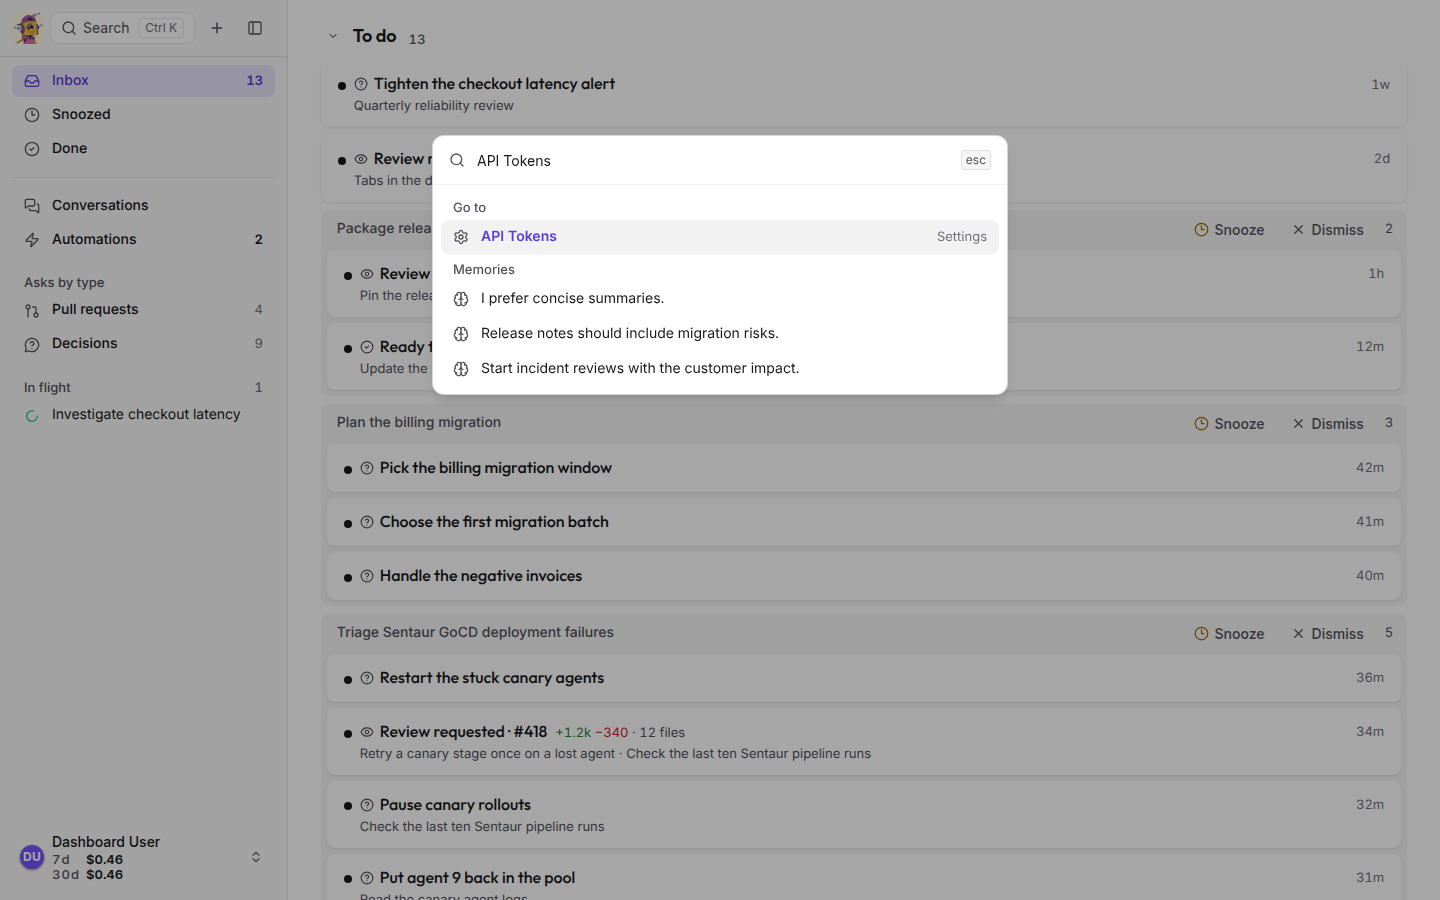 Search Ctrl K
Inbox 13
Snoozed
Done
Conversations
Automations 2
Asks by type
Pull requests 4
Decisions 9
In flight 1
Investigate checkout latency
DU Dashboard User
7d $0.46
30d $0.46
To do 13
Tighten the checkout latency alert 1w
Quarterly reliability review
Review 2d
Tabs in the
API Tokens esc
Go to
API Tokens Settings
Memories
I prefer concise summaries.
Release notes should include migration risks.
Start incident reviews with the customer impact.
Package Snooze Dismiss 2
Review 1h
Pin the
Ready 12m
Update the
Plan the billing migration Snooze Dismiss 3
Pick the billing migration window 42m
Choose the first migration batch 41m
Handle the negative invoices 40m
Triage Sentaur GoCD deployment failures Snooze Dismiss 5
Restart the stuck canary agents 36m
Review requested · #418 +1.2k −340 · 12 files 34m
Retry a canary stage once on a lost agent · Check the last ten Sentaur pipeline runs
Pause canary rollouts 32m
Check the last ten Sentaur pipeline runs
Put agent 9 back in the pool 31m
Read the canary agent logs